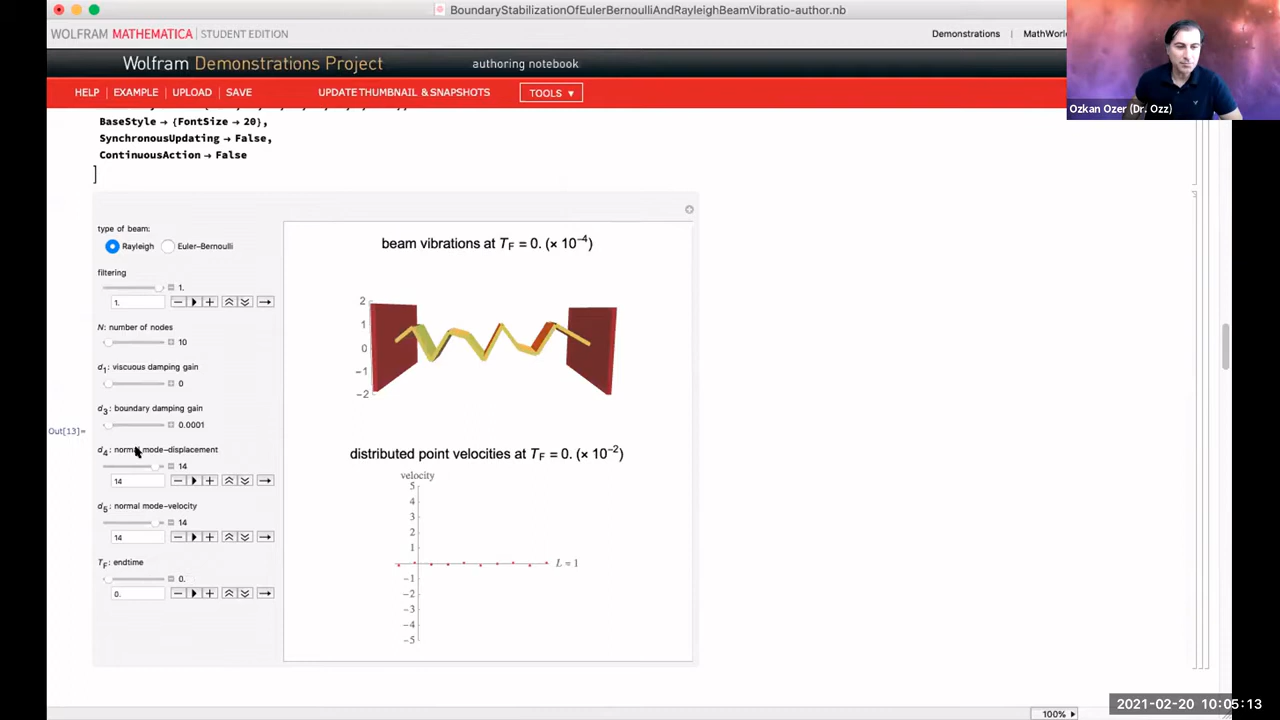 BoundaryStabilizationOfEulerBernoulliAndRayleighBeamVibratio-author.nb
WOLFRAM MATHEMATICA | STUDENT EDITION
Demonstrations
MathWorl
Wolfram Demonstrations Project
authoring notebook
HELP | EXAMPLE | UPLOAD | SAVE
UPDATE THUMBNAIL & SNAPSHOTS
TOOLS ▾
Ozkan Ozer (Dr. Ozz)
BaseStyle → {FontSize → 20},
SynchronousUpdating → False,
ContinuousAction → False
]
type of beam:
Rayleigh
Euler-Bernoulli
filtering
1.
1.
N: number of nodes
10
d1: viscuous damping gain
0
d3: boundary damping gain
0.0001
Out[13]=
d4: normal mode-displacement
14
14
d5: normal mode-velocity
14
14
TF: endtime
0.
0.
beam vibrations at TF = 0. (× 10^-4)
2
1
0
-1
-2
distributed point velocities at TF = 0. (× 10^-2)
velocity
5
4
3
2
1
L = 1
-1
-2
-3
-4
-5
2021-02-20 10:05:13
100% ▸